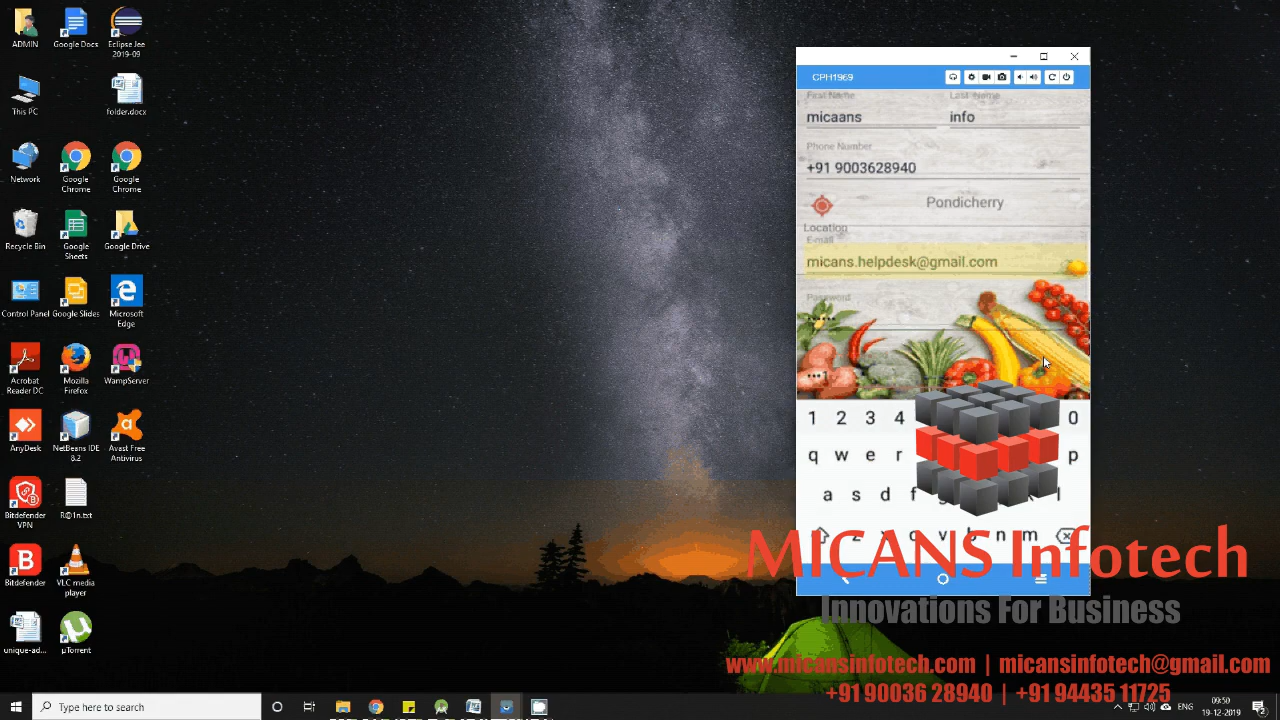 ADMIN
Google Docs
Eclipse Jee
2019-09
This PC
folder.docx
Network
Google
Chrome
Google
Chrome
Recycle Bin
Google
Sheets
Google Drive
Control Panel
Google Slides
Microsoft
Edge
Acrobat
Reader DC
Mozilla
Firefox
WampServer
AnyDesk
NetBeans IDE
8.2
Avast Free
Antivirus
Bitdefender
VPN
R@1n.txt
Bitdefender
VLC media
player
unique-ad...
µTorrent
CPH1969
First Name
Last Name
micaans
info
Phone Number
+91 9003628940
Pondicherry
Location
E-mail
micans.helpdesk@gmail.com
Password
••••••
•••1
1 2 3 4 0
q w e r p
a s d f l
z v b n m
MICANS Infotech
Innovations For Business
www.micansinfotech.com | micansinfotech@gmail.com
+91 90036 28940 | +91 94435 11725
Type here to search
ENG
09:50
19-12-2019
2